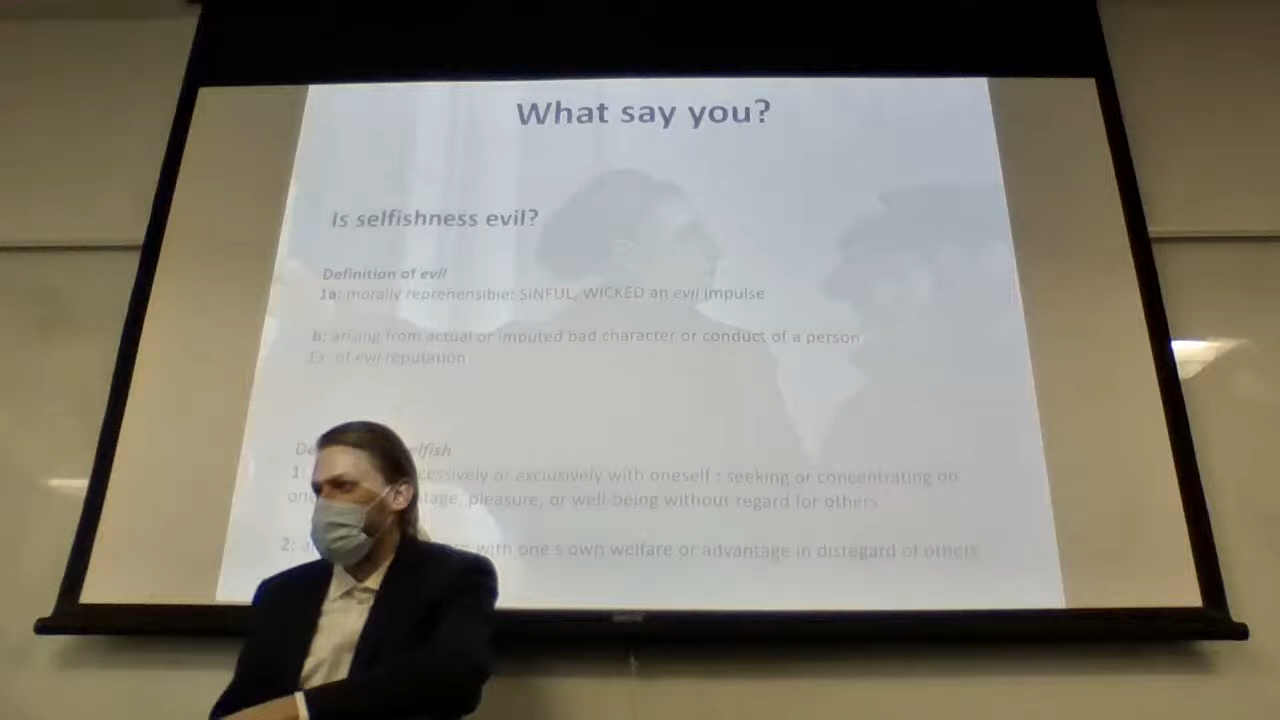 What say you?
Is selfishness evil?
Definition of evil
1a: morally reprehensible: SINFUL, WICKED an evil impulse
b: arising from actual or imputed bad character or conduct of a person
Ex. of evil reputation
selfish
1: or exclusively with oneself : seeking or concentrating on
pleasure, or well-being without regard for others
2: with one's own welfare or advantage in disregard of others